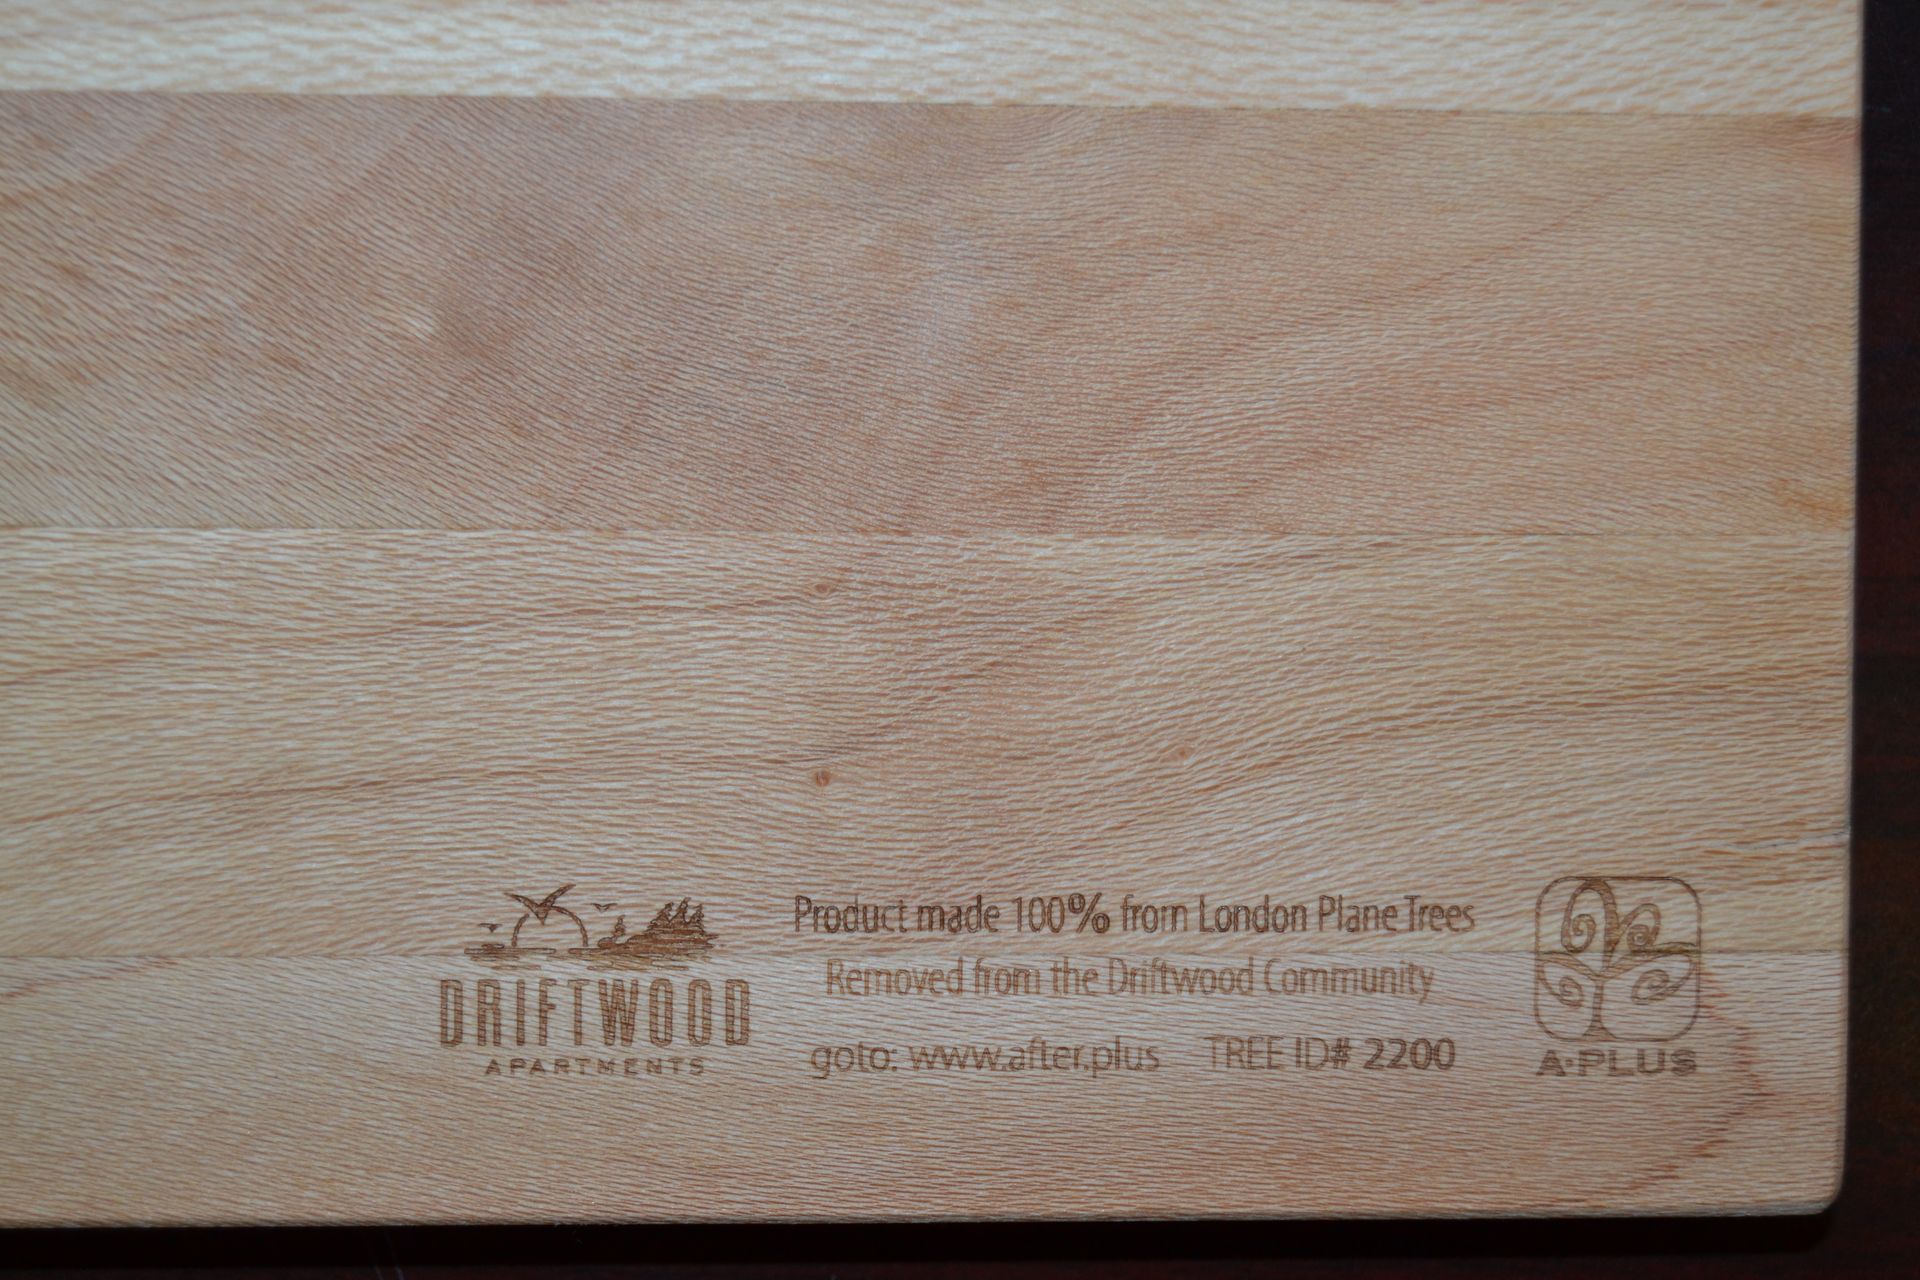 DRIFTWOOD
APARTMENTS
Product made 100% from London Plane Trees
Removed from the Driftwood Community
goto: www.after.plus TREE ID# 2200
A·PLUS